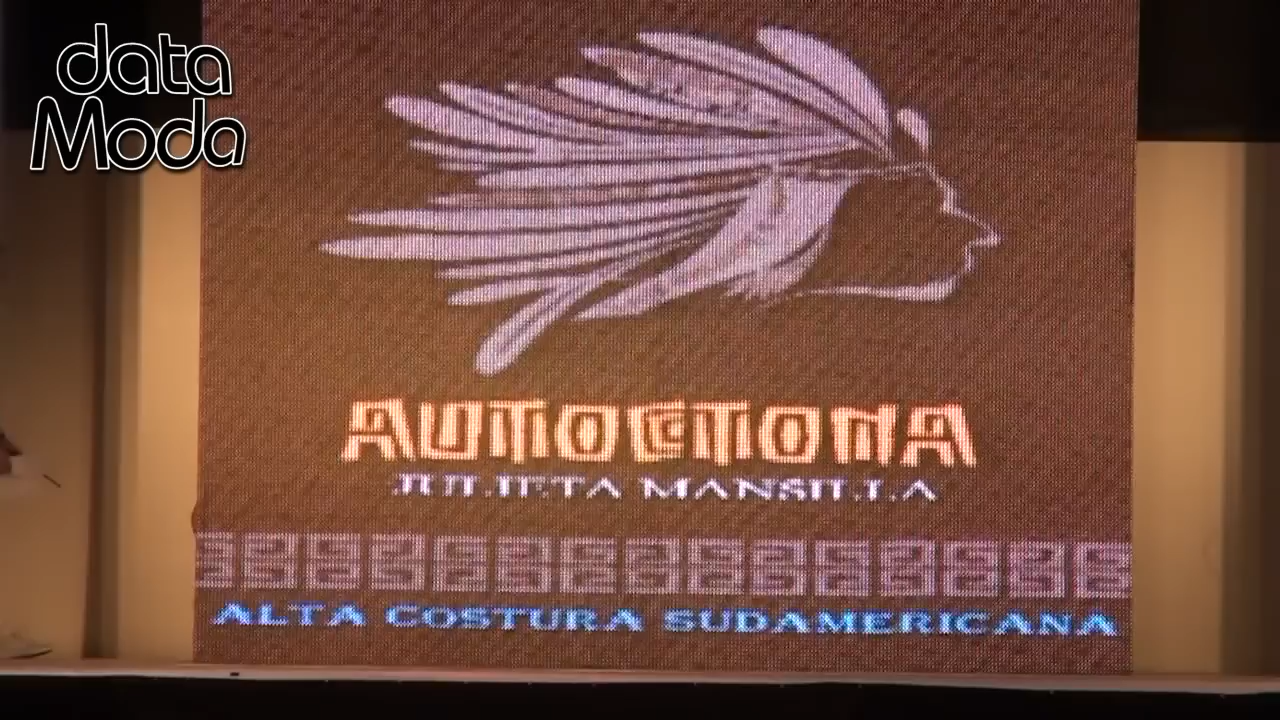 data
Moda
AUTOCTONA
JULIETA MANSILLA
ALTA COSTURA SUDAMERICANA